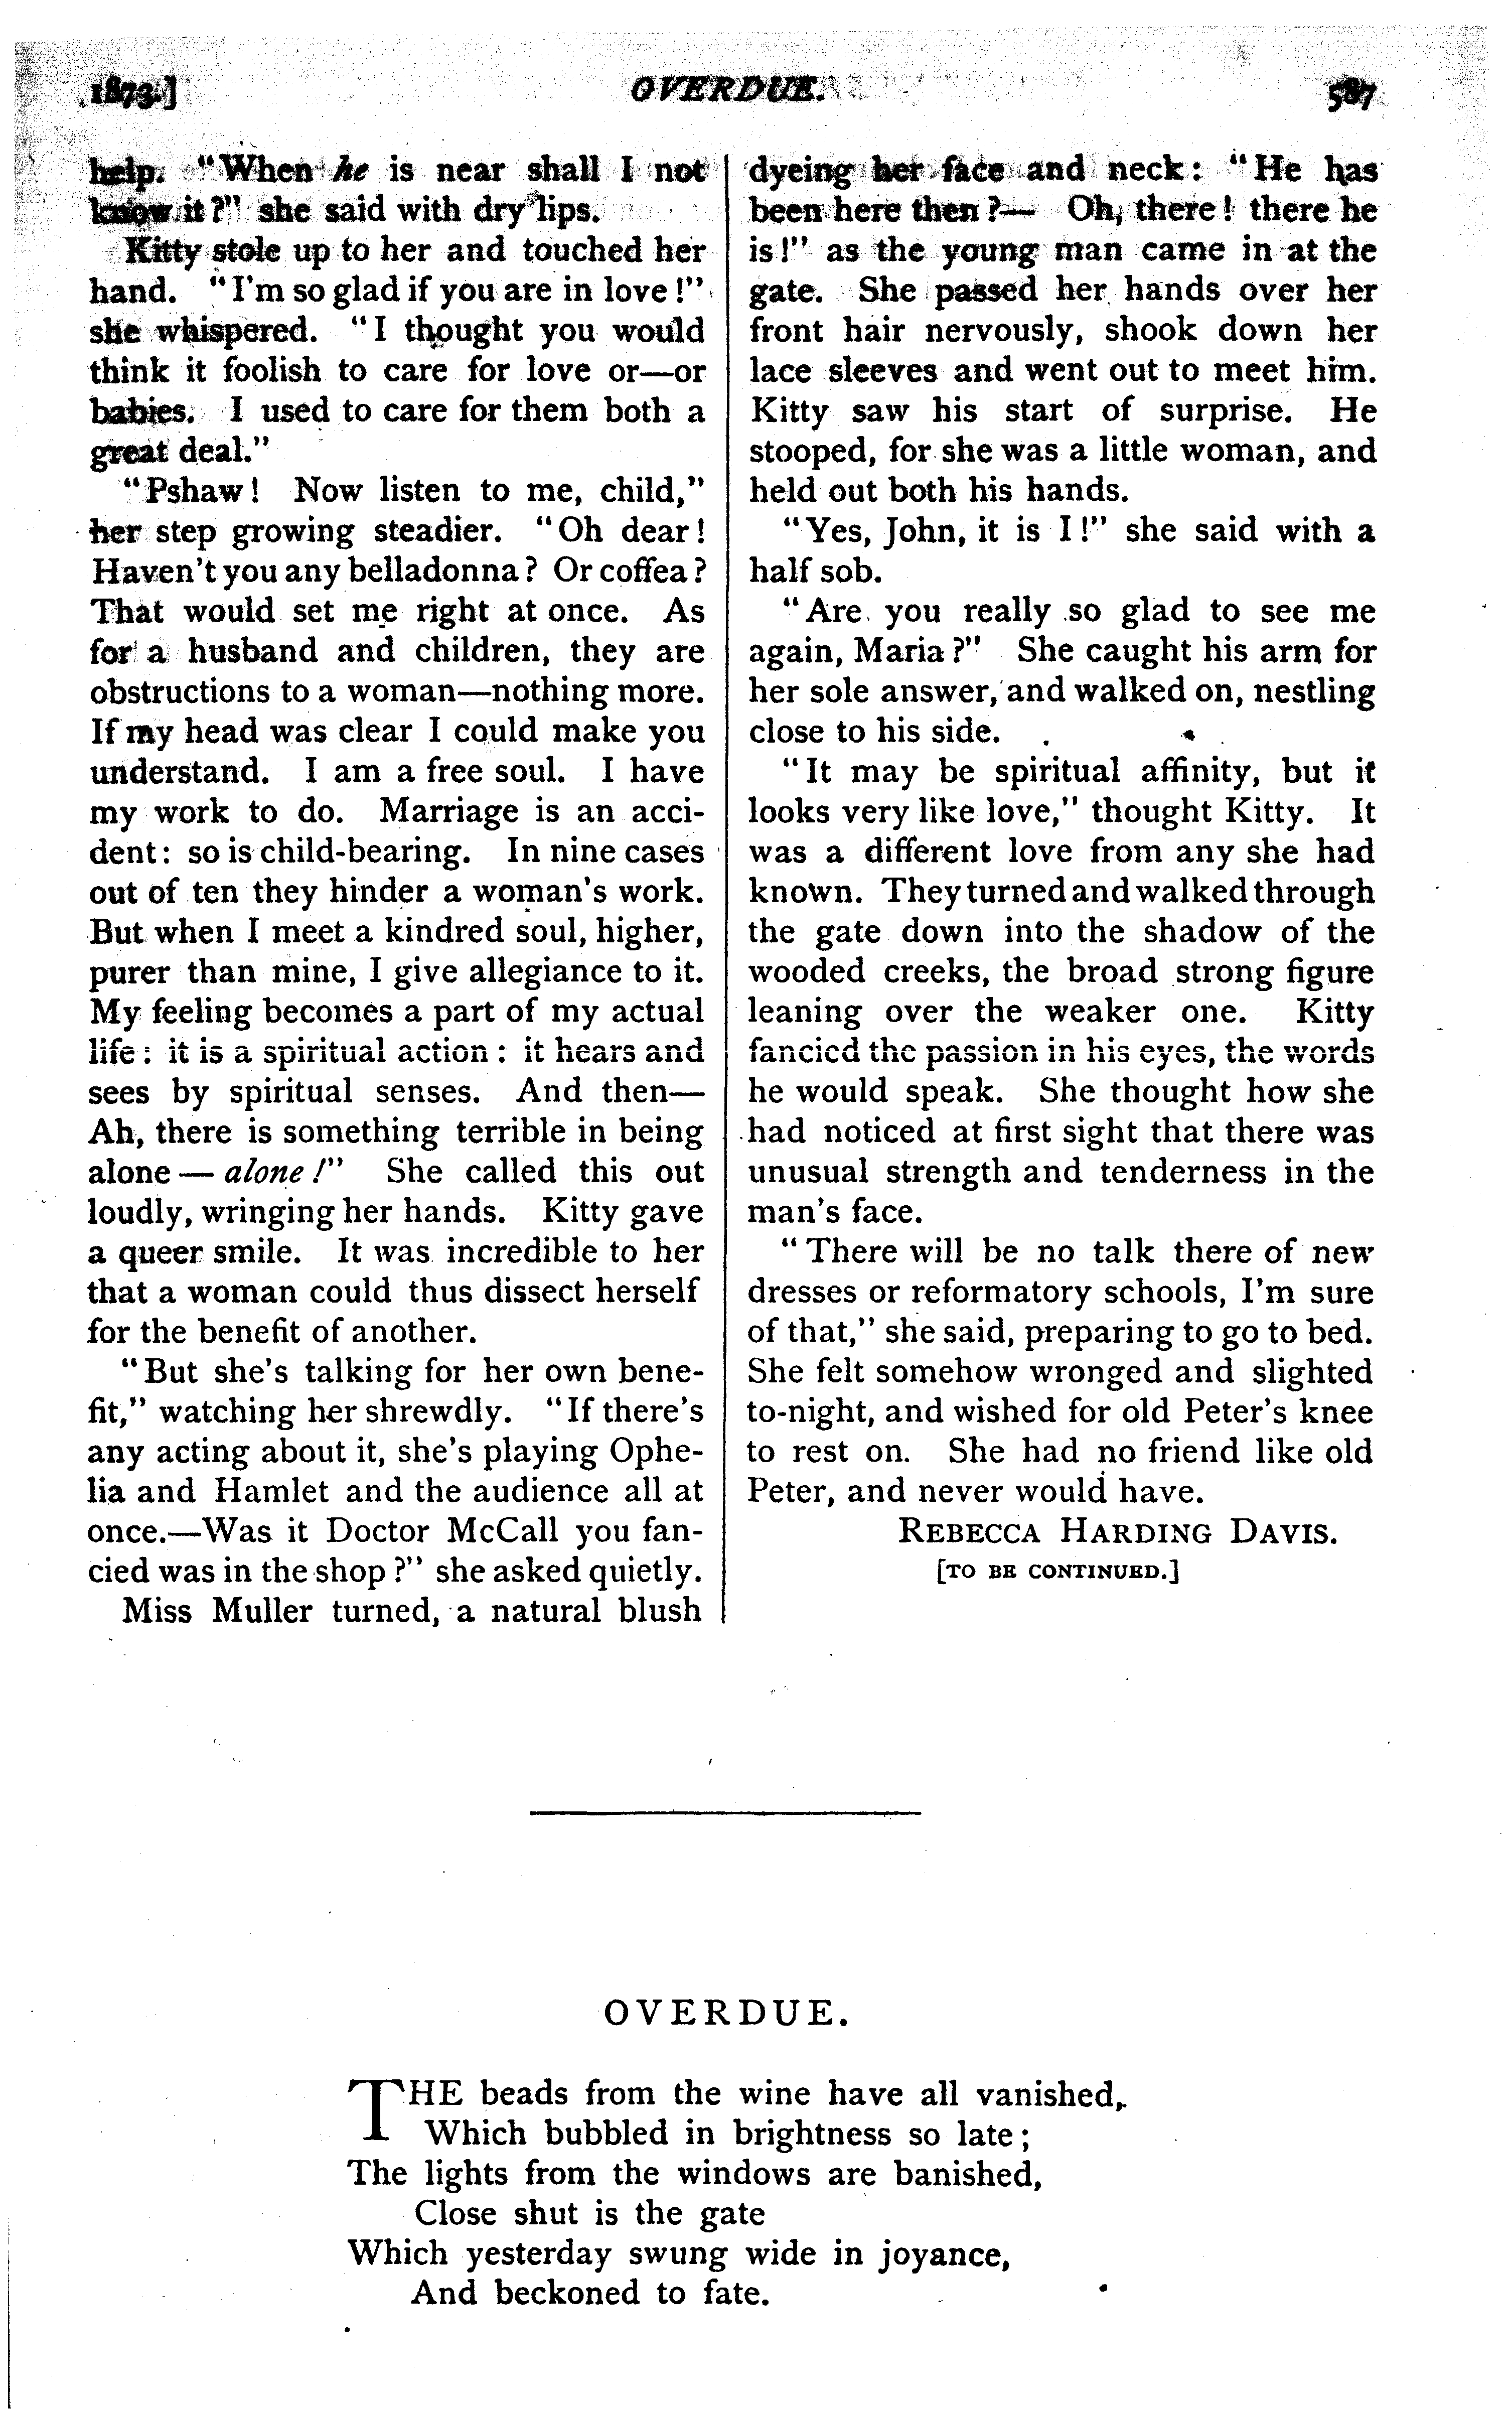 1873.]
OVERDUE.
587
help. "When he is near shall I not
know it?" she said with dry lips.
Kitty stole up to her and touched her
hand. "I'm so glad if you are in love!"
she whispered. "I thought you would
think it foolish to care for love or—or
babies. I used to care for them both a
great deal."
"Pshaw! Now listen to me, child,"
her step growing steadier. "Oh dear!
Haven't you any belladonna? Or coffea?
That would set me right at once. As
for a husband and children, they are
obstructions to a woman—nothing more.
If my head was clear I could make you
understand. I am a free soul. I have
my work to do. Marriage is an acci-
dent: so is child-bearing. In nine cases
out of ten they hinder a woman's work.
But when I meet a kindred soul, higher,
purer than mine, I give allegiance to it.
My feeling becomes a part of my actual
life: it is a spiritual action: it hears and
sees by spiritual senses. And then—
Ah, there is something terrible in being
alone—alone!" She called this out
loudly, wringing her hands. Kitty gave
a queer smile. It was incredible to her
that a woman could thus dissect herself
for the benefit of another.
"But she's talking for her own bene-
fit," watching her shrewdly. "If there's
any acting about it, she's playing Ophe-
lia and Hamlet and the audience all at
once.—Was it Doctor McCall you fan-
cied was in the shop?" she asked quietly.
Miss Muller turned, a natural blush
dyeing her face and neck: "He has
been here then?— Oh, there! there he
is!" as the young man came in at the
gate. She passed her hands over her
front hair nervously, shook down her
lace sleeves and went out to meet him.
Kitty saw his start of surprise. He
stooped, for she was a little woman, and
held out both his hands.
"Yes, John, it is I!" she said with a
half sob.
"Are you really so glad to see me
again, Maria?" She caught his arm for
her sole answer, and walked on, nestling
close to his side.
"It may be spiritual affinity, but it
looks very like love," thought Kitty. It
was a different love from any she had
known. They turned and walked through
the gate down into the shadow of the
wooded creeks, the broad strong figure
leaning over the weaker one. Kitty
fancied the passion in his eyes, the words
he would speak. She thought how she
had noticed at first sight that there was
unusual strength and tenderness in the
man's face.
"There will be no talk there of new
dresses or reformatory schools, I'm sure
of that," she said, preparing to go to bed.
She felt somehow wronged and slighted
to-night, and wished for old Peter's knee
to rest on. She had no friend like old
Peter, and never would have.
REBECCA HARDING DAVIS.
[TO BE CONTINUED.]
OVERDUE.
THE beads from the wine have all vanished,
Which bubbled in brightness so late;
The lights from the windows are banished,
Close shut is the gate
Which yesterday swung wide in joyance,
And beckoned to fate.